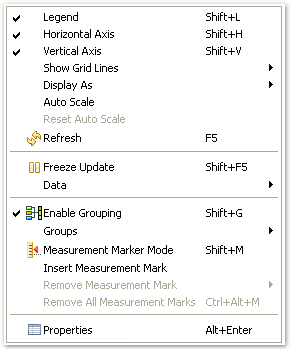 Legend Shift+L
Horizontal Axis Shift+H
Vertical Axis Shift+V
Show Grid Lines
Display As
Auto Scale
Reset Auto Scale
Refresh F5
Freeze Update Shift+F5
Data
Enable Grouping Shift+G
Groups
Measurement Marker Mode Shift+M
Insert Measurement Mark
Remove Measurement Mark
Remove All Measurement Marks Ctrl+Alt+M
Properties Alt+Enter